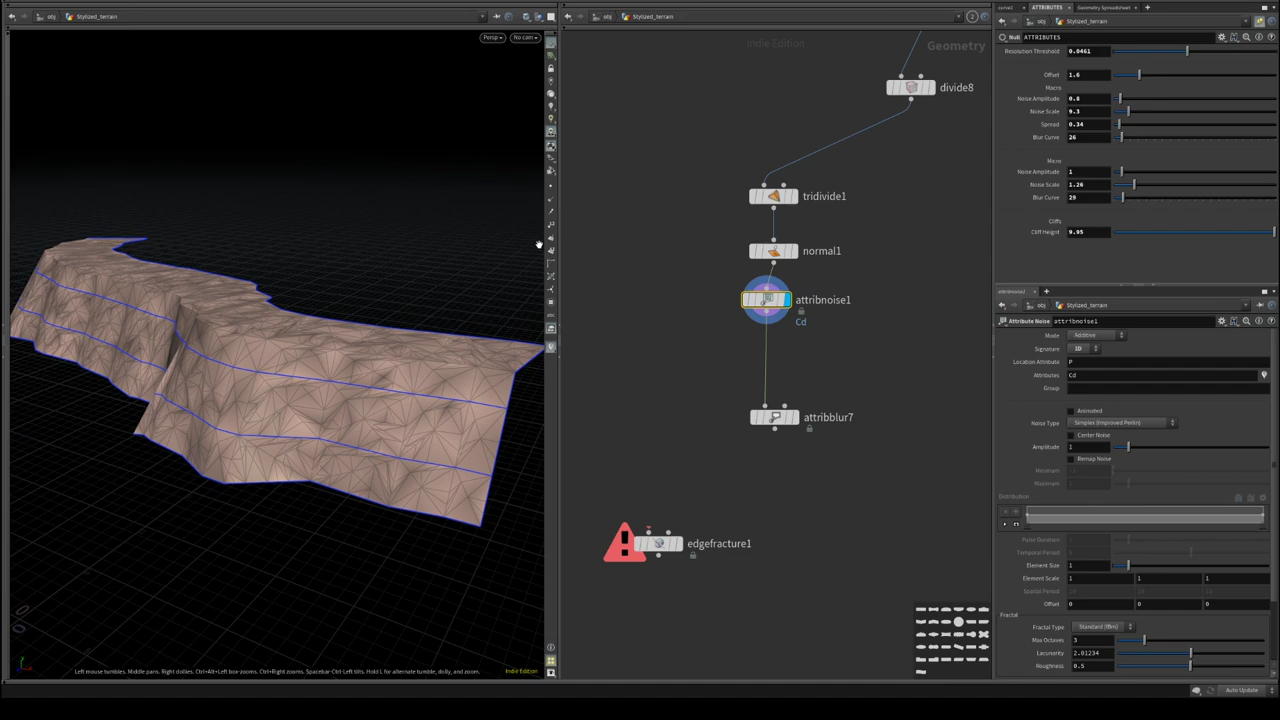 obj Stylized_terrain
obj Stylized_terrain
curve1 ATTRIBUTES Geometry Spreadsheet
obj Stylized_terrain
Persp No cam
Indie Edition Geometry
Null ATTRIBUTES
Resolution Threshold 0.0461
Offset 1.6
Macro
Noise Amplitude 0.8
Noise Scale 9.3
Spread 0.34
Blur Curve 26
Micro
Noise Amplitude 1
Noise Scale 1.26
Blur Curve 29
Cliffs
Cliff Height 9.95
divide8
tridivide1
normal1
attribnoise1
Cd
attribblur7
edgefracture1
attribnoise1
obj Stylized_terrain
Attribute Noise attribnoise1
Mode Additive
Signature 1D
Location Attribute P
Attributes Cd
Group
Animated
Noise Type Simplex (Improved Perlin)
Center Noise
Amplitude 1
Remap Noise
Minimum
Maximum
Distribution
Pulse Duration
Temporal Period
Element Size 1
Element Scale 1 1 1
Spatial Period
Offset 0 0 0
Fractal
Fractal Type Standard (fBm)
Max Octaves 3
Lacunarity 2.01234
Roughness 0.5
Left mouse tumbles. Middle pans. Right dollies. Ctrl+Alt+Left box-zooms. Ctrl+Right zooms. Spacebar-Ctrl-Left tilts. Hold L for alternate tumble, dolly, and zoom. Indie Edition
Auto Update